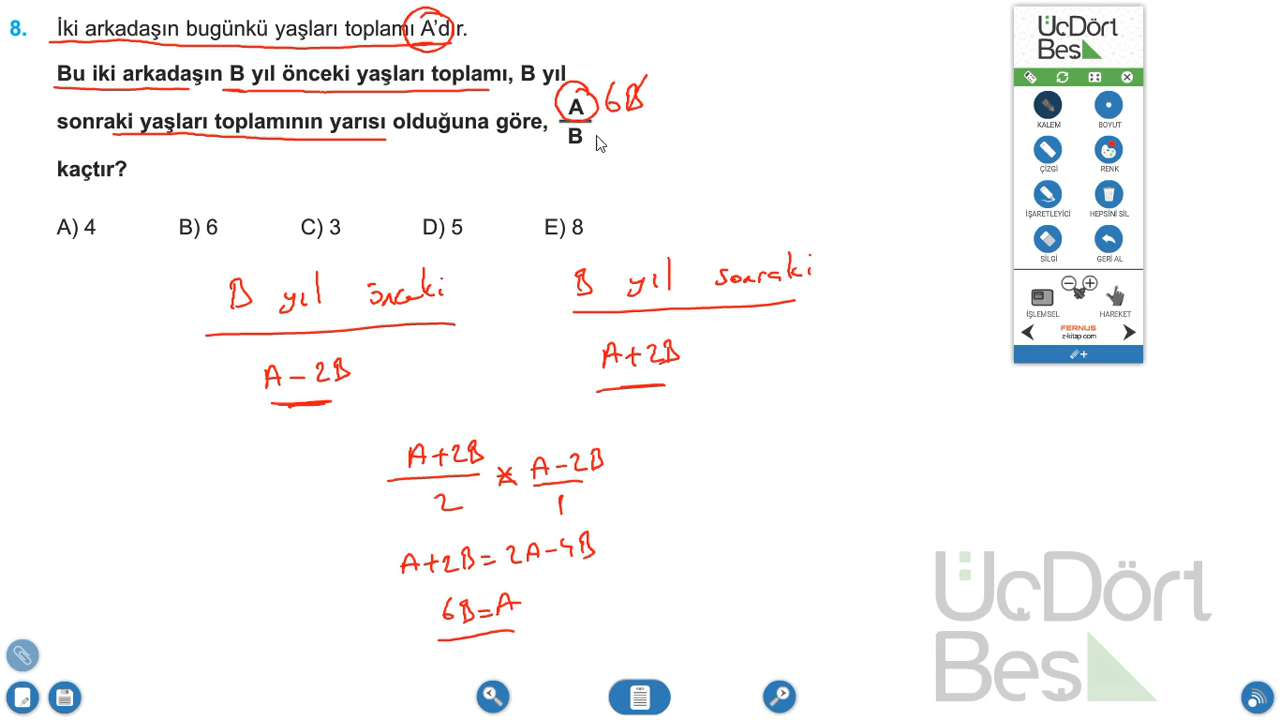 8. İki arkadaşın bugünkü yaşları toplamı A'dır.
Bu iki arkadaşın B yıl önceki yaşları toplamı, B yıl
sonraki yaşları toplamının yarısı olduğuna göre, A/B 6B
kaçtır?
A) 4 B) 6 C) 3 D) 5 E) 8
B yıl önceki B yıl sonraki
A - 2B A + 2B
A+2B/2 A-2B/1
A+2B = 2A-4B
6B=A
ÜçDört
Beş
KALEM BOYUT
ÇİZGİ RENK
İŞARETLEYİCİ HEPSİNİ SİL
SİLGİ GERİ AL
İŞLEMSEL HAREKET
FERNUS
z-kitap.com
ÜçDört
Beş